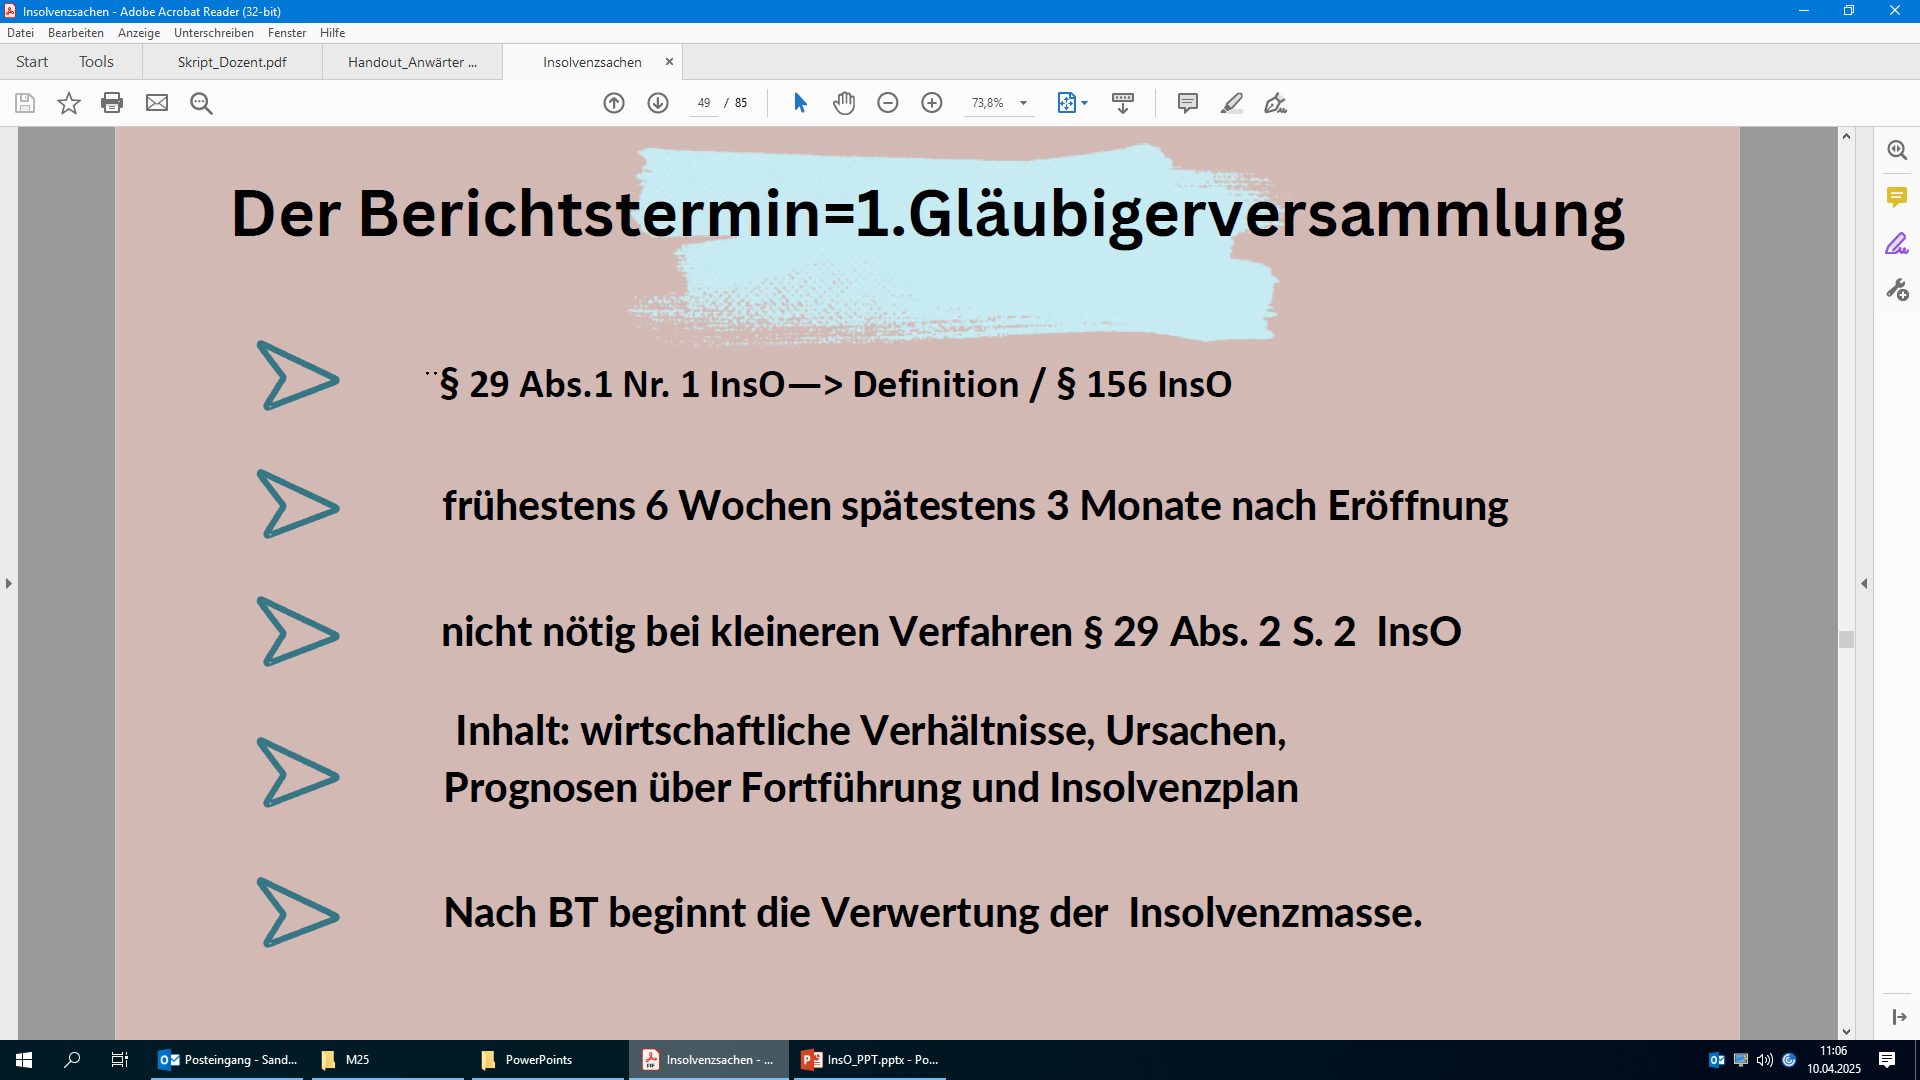 Insolvenzsachen - Adobe Acrobat Reader (32-bit)
Datei Bearbeiten Anzeige Unterschreiben Fenster Hilfe
Start Tools Skript_Dozent.pdf Handout_Anwärter ... Insolvenzsachen ×
49 / 85 73,8%
Der Berichtstermin=1.Gläubigerversammlung
§ 29 Abs.1 Nr. 1 InsO—> Definition / § 156 InsO
frühestens 6 Wochen spätestens 3 Monate nach Eröffnung
nicht nötig bei kleineren Verfahren § 29 Abs. 2 S. 2 InsO
Inhalt: wirtschaftliche Verhältnisse, Ursachen,
Prognosen über Fortführung und Insolvenzplan
Nach BT beginnt die Verwertung der Insolvenzmasse.
Posteingang - Sand... M25 PowerPoints Insolvenzsachen - ... InsO_PPT.pptx - Po...
11:06
10.04.2025